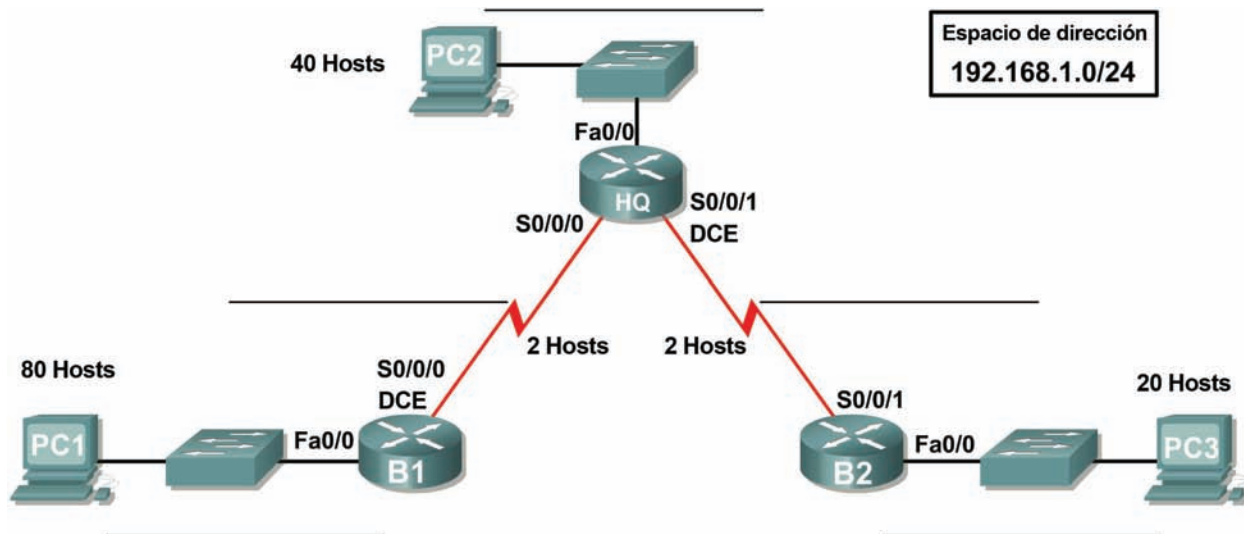 Espacio de dirección
192.168.1.0/24
PC2
40 Hosts
Fa0/0
HQ
S0/0/0
S0/0/1
DCE
2 Hosts
2 Hosts
80 Hosts
S0/0/0
DCE
S0/0/1
20 Hosts
PC1
Fa0/0
B1
B2
Fa0/0
PC3